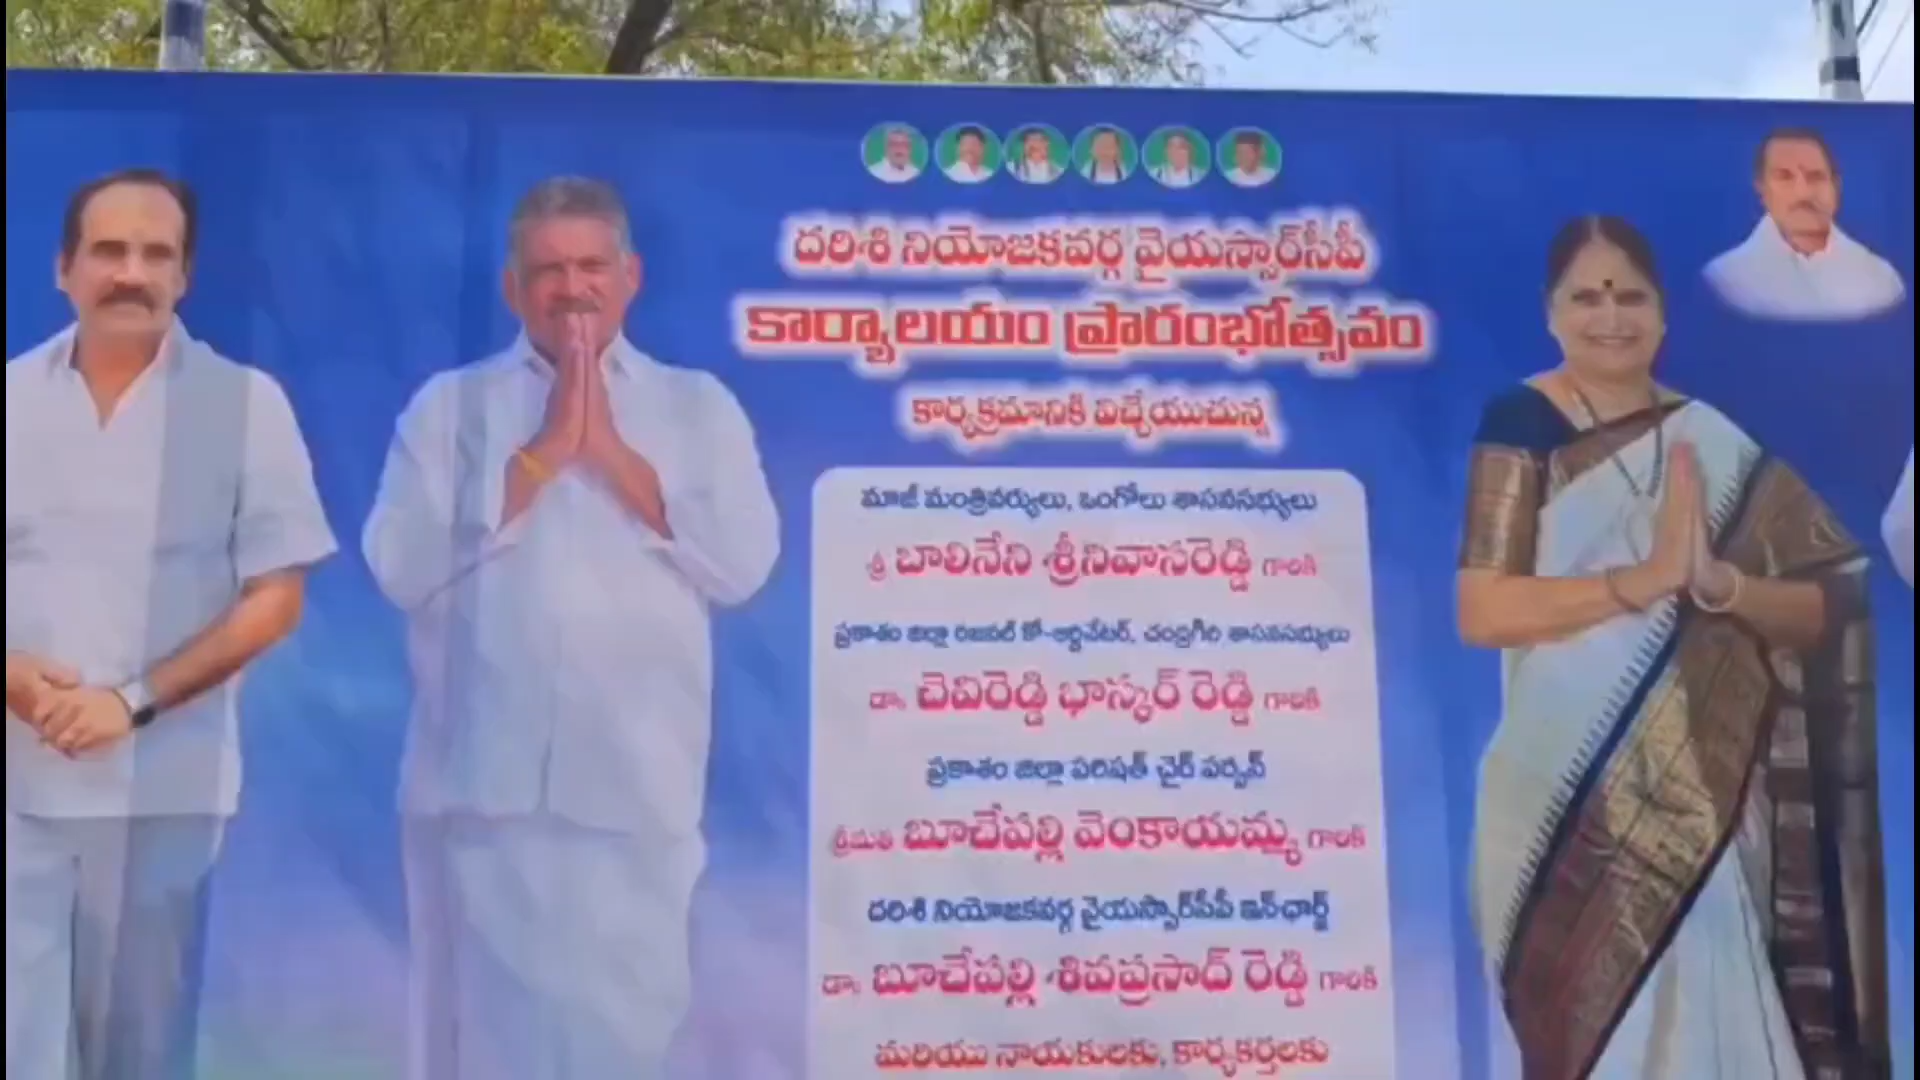 దరిశి నియోజకవర్గ వైయస్సార్‌సీపీ
కార్యాలయం ప్రారంభోత్సవం
కార్యక్రమానికి విచ్చేయుచున్న
మాజీ మంత్రివర్యులు, ఒంగోలు శాసనసభ్యులు
శ్రీ బాలినేని శ్రీనివాసరెడ్డి గారికి
ప్రకాశం జిల్లా రీజనల్ కో-ఆర్డినేటర్, చంద్రగిరి శాసనసభ్యులు
డా. చెవిరెడ్డి భాస్కర్ రెడ్డి గారికి
ప్రకాశం జిల్లా పరిషత్ చైర్ పర్సన్
శ్రీమతి బూచేపల్లి వెంకాయమ్మ గారికి
దరిశి నియోజకవర్గ వైయస్సార్‌సీపీ ఇన్‌ఛార్జ్
డా. బూచేపల్లి శివప్రసాద్ రెడ్డి గారికి
మరియు నాయకులకు, కార్యకర్తలకు